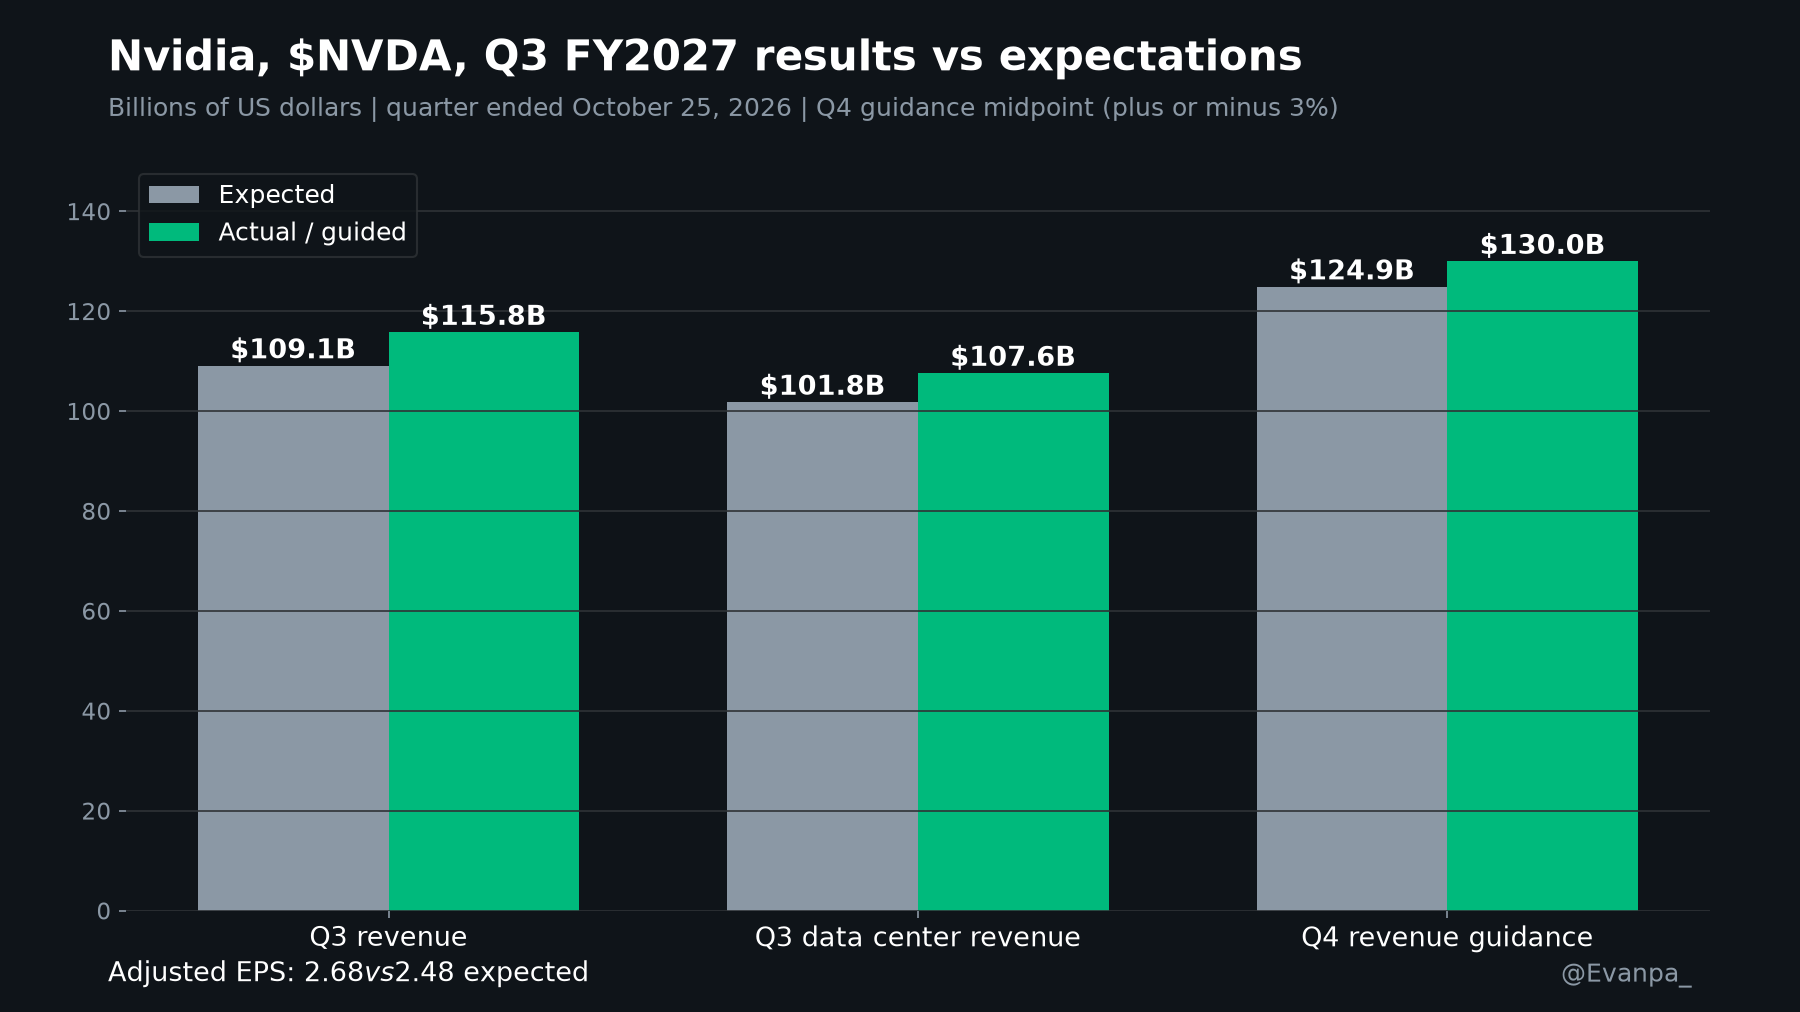 Nvidia, $NVDA, Q3 FY2027 results vs expectations
Billions of US dollars | quarter ended October 25, 2026 | Q4 guidance midpoint (plus or minus 3%)
Expected
Actual / guided
140
120
100
80
60
40
20
0
$109.1B
$115.8B
$101.8B
$107.6B
$124.9B
$130.0B
Q3 revenue
Q3 data center revenue
Q4 revenue guidance
Adjusted EPS: 2.68vs2.48 expected
@Evanpa_